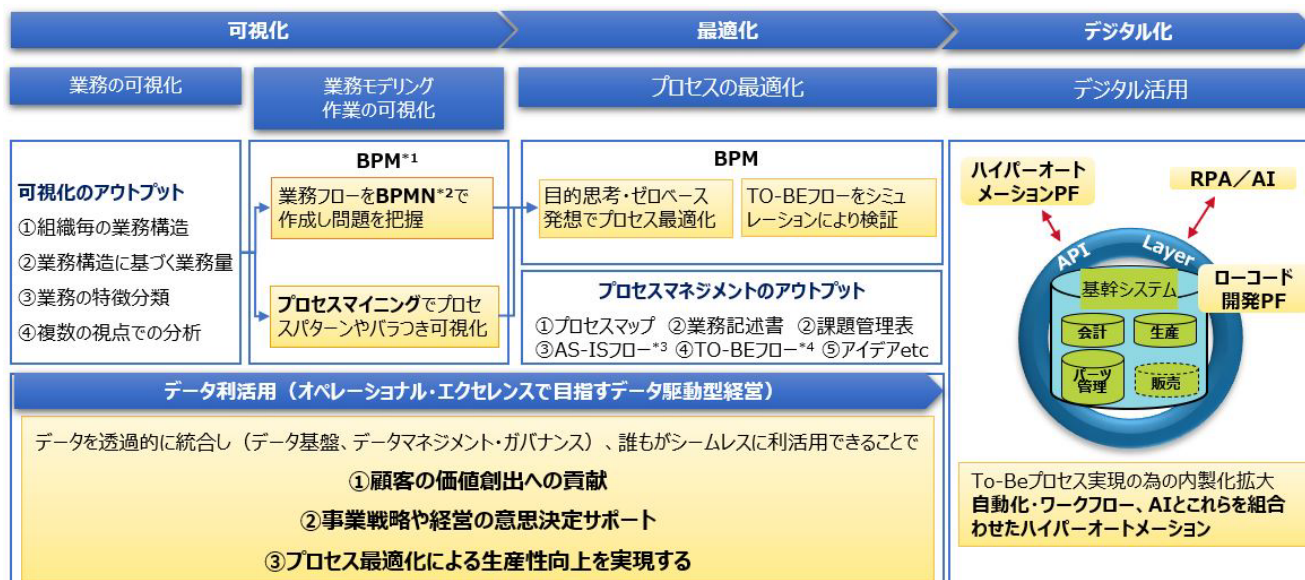 可視化
最適化
デジタル化
業務の可視化
業務モデリング
作業の可視化
プロセスの最適化
デジタル活用
可視化のアウトプット
①組織毎の業務構造
②業務構造に基づく業務量
③業務の特徴分類
④複数の視点での分析
BPM*1
業務フローをBPMN*2で
作成し問題を把握
プロセスマイニングでプロセ
スパターンやバラつき可視化
BPM
目的思考・ゼロベース
発想でプロセス最適化
TO-BEフローをシミュ
レーションにより検証
プロセスマネジメントのアウトプット
①プロセスマップ ②業務記述書 ②課題管理表
③AS-ISフロー*3 ④TO-BEフロー*4 ⑤アイデアetc
ハイパーオート
メーションPF
RPA／AI
API Layer
基幹システム
ローコード
開発PF
会計
生産
パーツ
管理
販売
To-Beプロセス実現の為の内製化拡大
自動化・ワークフロー、AIとこれらを組合
わせたハイパーオートメーション
データ利活用（オペレーショナル・エクセレンスで目指すデータ駆動型経営）
データを透過的に統合し（データ基盤、データマネジメント・ガバナンス）、誰もがシームレスに利活用できることで
①顧客の価値創出への貢献
②事業戦略や経営の意思決定サポート
③プロセス最適化による生産性向上を実現する